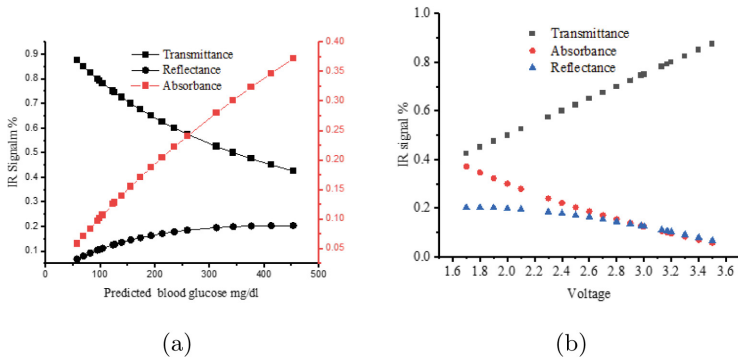 0.9
0.8
0.7
0.6
0.5
0.4
0.3
0.2
0.1
IR Signalm %
Transmittance
Reflectance
Absorbance
0.40
0.35
0.30
0.25
0.20
0.15
0.10
0.05
0 100 200 300 400 500
Predicted blood glucose mg/dl
(a)
1.0
0.8
0.6
0.4
0.2
0.0
IR signal %
Transmittance
Absorbance
Reflectance
1.6 1.8 2.0 2.2 2.4 2.6 2.8 3.0 3.2 3.4 3.6
Voltage
(b)